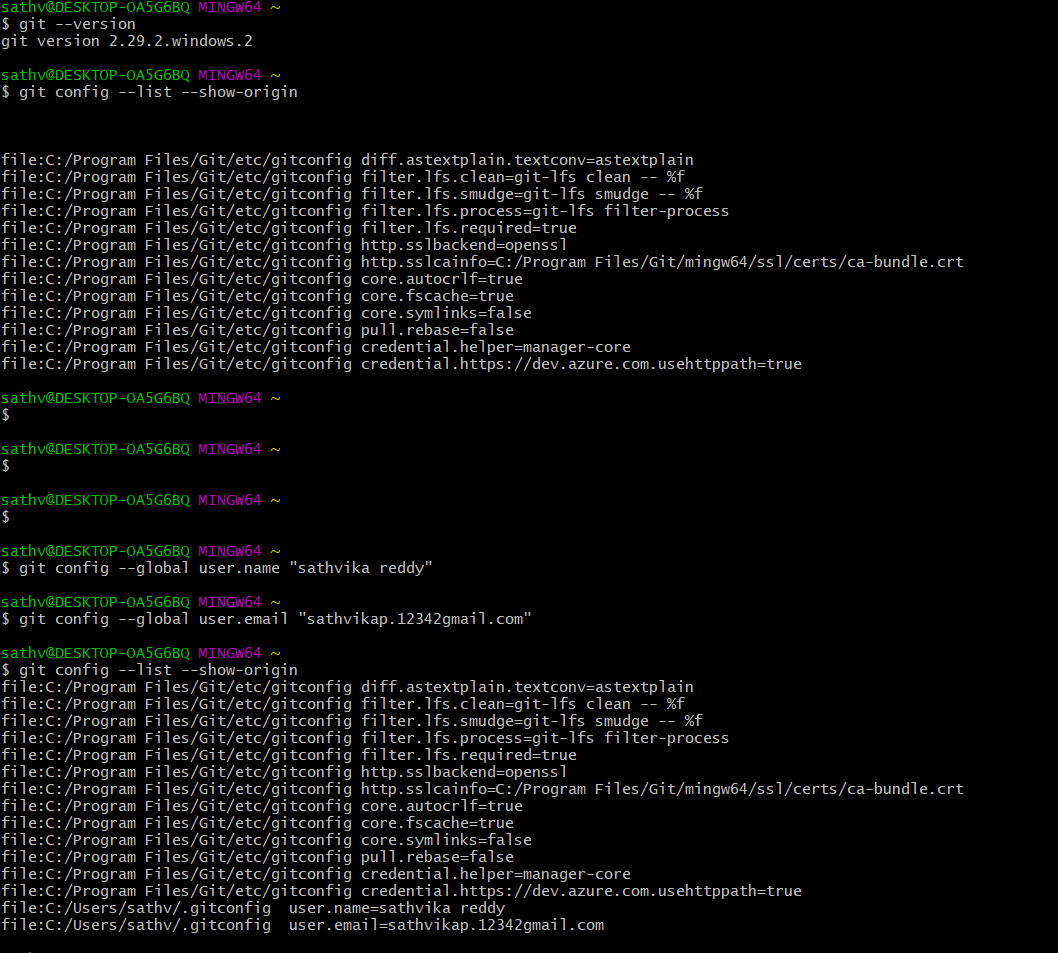 sathv@DESKTOP-OA5G6BQ MINGW64 ~
$ git --version
git version 2.29.2.windows.2
sathv@DESKTOP-OA5G6BQ MINGW64 ~
$ git config --list --show-origin
file:C:/Program Files/Git/etc/gitconfig diff.astextplain.textconv=astextplain
file:C:/Program Files/Git/etc/gitconfig filter.lfs.clean=git-lfs clean -- %f
file:C:/Program Files/Git/etc/gitconfig filter.lfs.smudge=git-lfs smudge -- %f
file:C:/Program Files/Git/etc/gitconfig filter.lfs.process=git-lfs filter-process
file:C:/Program Files/Git/etc/gitconfig filter.lfs.required=true
file:C:/Program Files/Git/etc/gitconfig http.sslbackend=openssl
file:C:/Program Files/Git/etc/gitconfig http.sslcainfo=C:/Program Files/Git/mingw64/ssl/certs/ca-bundle.crt
file:C:/Program Files/Git/etc/gitconfig core.autocrlf=true
file:C:/Program Files/Git/etc/gitconfig core.fscache=true
file:C:/Program Files/Git/etc/gitconfig core.symlinks=false
file:C:/Program Files/Git/etc/gitconfig pull.rebase=false
file:C:/Program Files/Git/etc/gitconfig credential.helper=manager-core
file:C:/Program Files/Git/etc/gitconfig credential.https://dev.azure.com.usehttppath=true
sathv@DESKTOP-OA5G6BQ MINGW64 ~
$
sathv@DESKTOP-OA5G6BQ MINGW64 ~
$
sathv@DESKTOP-OA5G6BQ MINGW64 ~
$
sathv@DESKTOP-OA5G6BQ MINGW64 ~
$ git config --global user.name "sathvika reddy"
sathv@DESKTOP-OA5G6BQ MINGW64 ~
$ git config --global user.email "sathvikap.12342gmail.com"
sathv@DESKTOP-OA5G6BQ MINGW64 ~
$ git config --list --show-origin
file:C:/Program Files/Git/etc/gitconfig diff.astextplain.textconv=astextplain
file:C:/Program Files/Git/etc/gitconfig filter.lfs.clean=git-lfs clean -- %f
file:C:/Program Files/Git/etc/gitconfig filter.lfs.smudge=git-lfs smudge -- %f
file:C:/Program Files/Git/etc/gitconfig filter.lfs.process=git-lfs filter-process
file:C:/Program Files/Git/etc/gitconfig filter.lfs.required=true
file:C:/Program Files/Git/etc/gitconfig http.sslbackend=openssl
file:C:/Program Files/Git/etc/gitconfig http.sslcainfo=C:/Program Files/Git/mingw64/ssl/certs/ca-bundle.crt
file:C:/Program Files/Git/etc/gitconfig core.autocrlf=true
file:C:/Program Files/Git/etc/gitconfig core.fscache=true
file:C:/Program Files/Git/etc/gitconfig core.symlinks=false
file:C:/Program Files/Git/etc/gitconfig pull.rebase=false
file:C:/Program Files/Git/etc/gitconfig credential.helper=manager-core
file:C:/Program Files/Git/etc/gitconfig credential.https://dev.azure.com.usehttppath=true
file:C:/Users/sathv/.gitconfig  user.name=sathvika reddy
file:C:/Users/sathv/.gitconfig  user.email=sathvikap.12342gmail.com